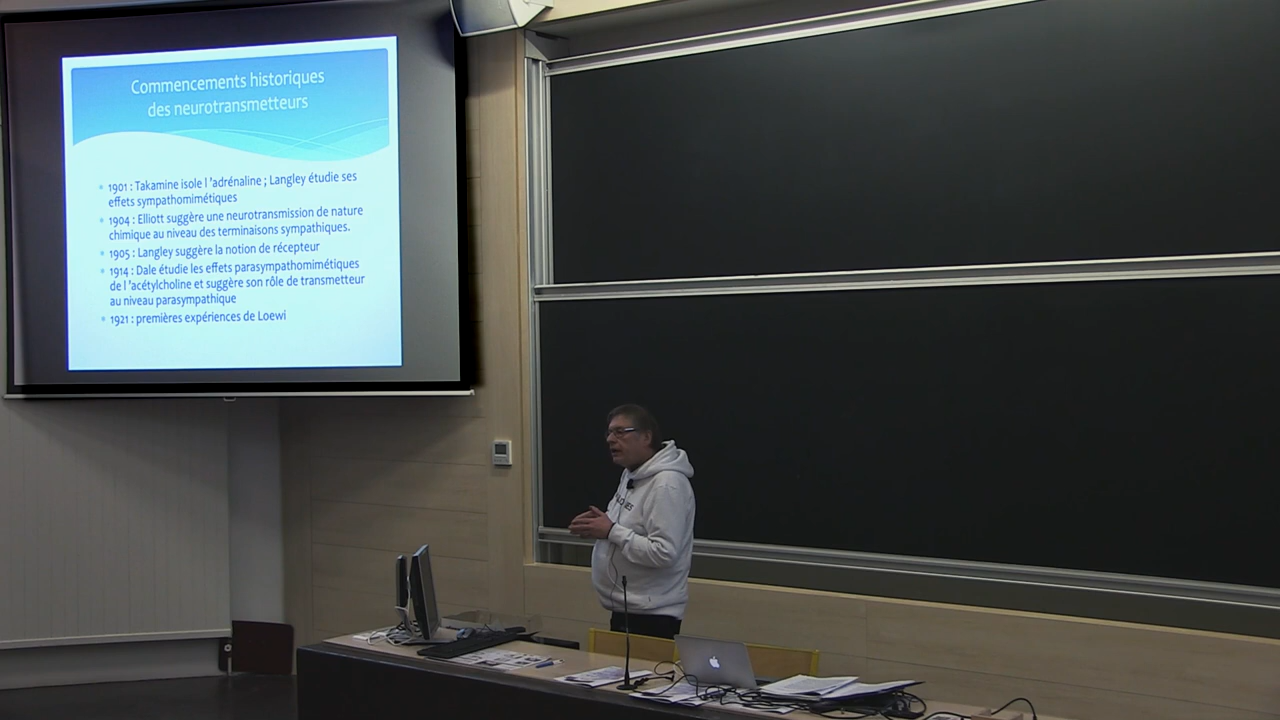 Commencements historiques
des neurotransmetteurs
1901 : Takamine isole l 'adrénaline ; Langley étudie ses
effets sympathomimétiques
1904 : Elliott suggère une neurotransmission de nature
chimique au niveau des terminaisons sympathiques.
1905 : Langley suggère la notion de récepteur
1914 : Dale étudie les effets parasympathomimétiques
de l 'acétylcholine et suggère son rôle de transmetteur
au niveau parasympathique
1921 : premières expériences de Loewi